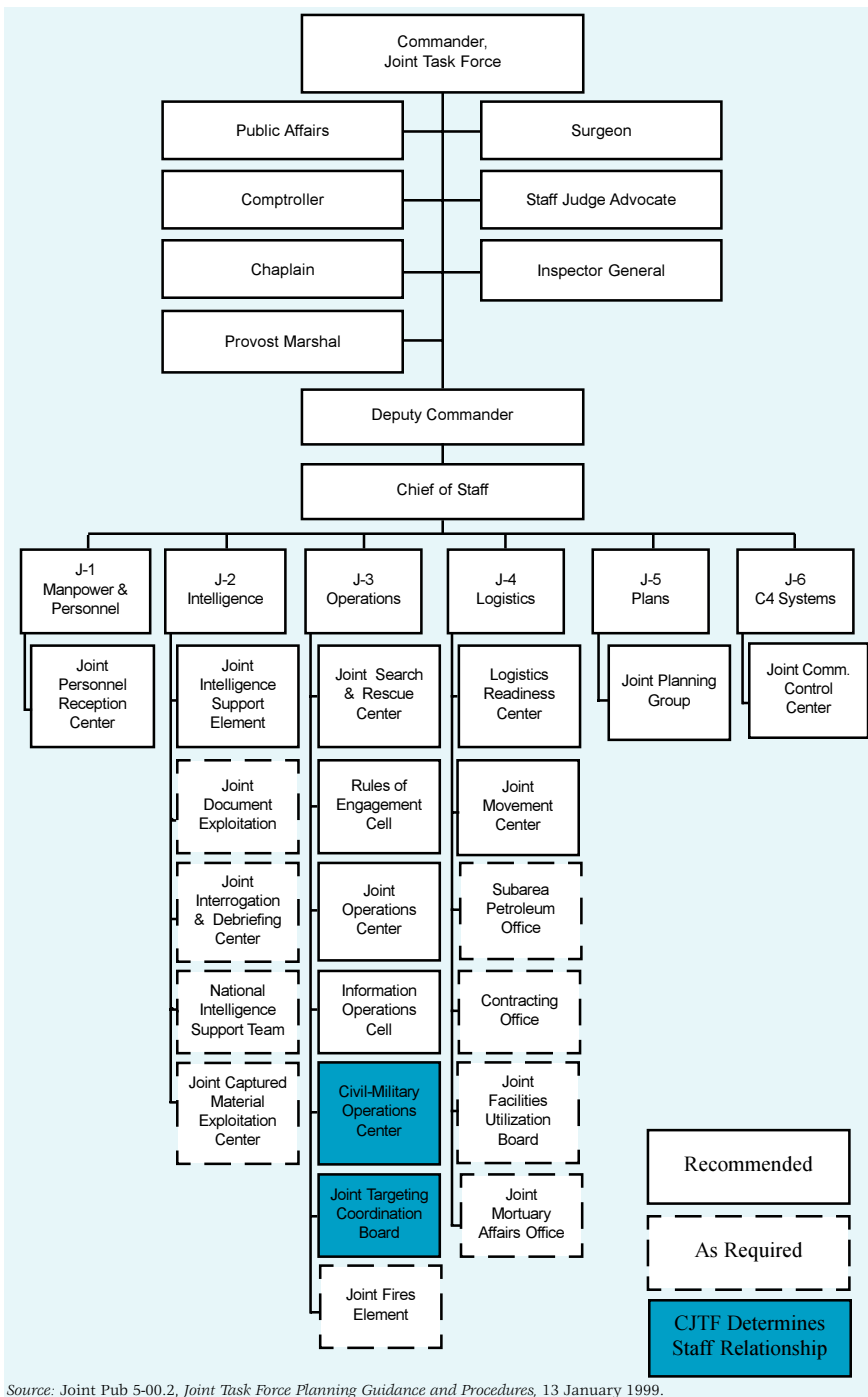 Commander,
Joint Task Force
Public Affairs
Surgeon
Comptroller
Staff Judge Advocate
Chaplain
Inspector General
Provost Marshal
Deputy Commander
Chief of Staff
J-1
Manpower &
Personnel
J-2
Intelligence
J-3
Operations
J-4
Logistics
J-5
Plans
J-6
C4 Systems
Joint
Personnel
Reception
Center
Joint
Intelligence
Support
Element
Joint Search
& Rescue
Center
Logistics
Readiness
Center
Joint Planning
Group
Joint Comm.
Control
Center
Joint
Document
Exploitation
Rules of
Engagement
Cell
Joint
Movement
Center
Joint
Interrogation
& Debriefing
Center
Joint
Operations
Center
Subarea
Petroleum
Office
National
Intelligence
Support Team
Information
Operations
Cell
Contracting
Office
Joint Captured
Material
Exploitation
Center
Civil-Military
Operations
Center
Joint
Facilities
Utilization
Board
Joint Targeting
Coordination
Board
Joint
Mortuary
Affairs Office
Joint Fires
Element
Recommended
As Required
CJTF Determines
Staff Relationship
Source: Joint Pub 5-00.2, Joint Task Force Planning Guidance and Procedures, 13 January 1999.